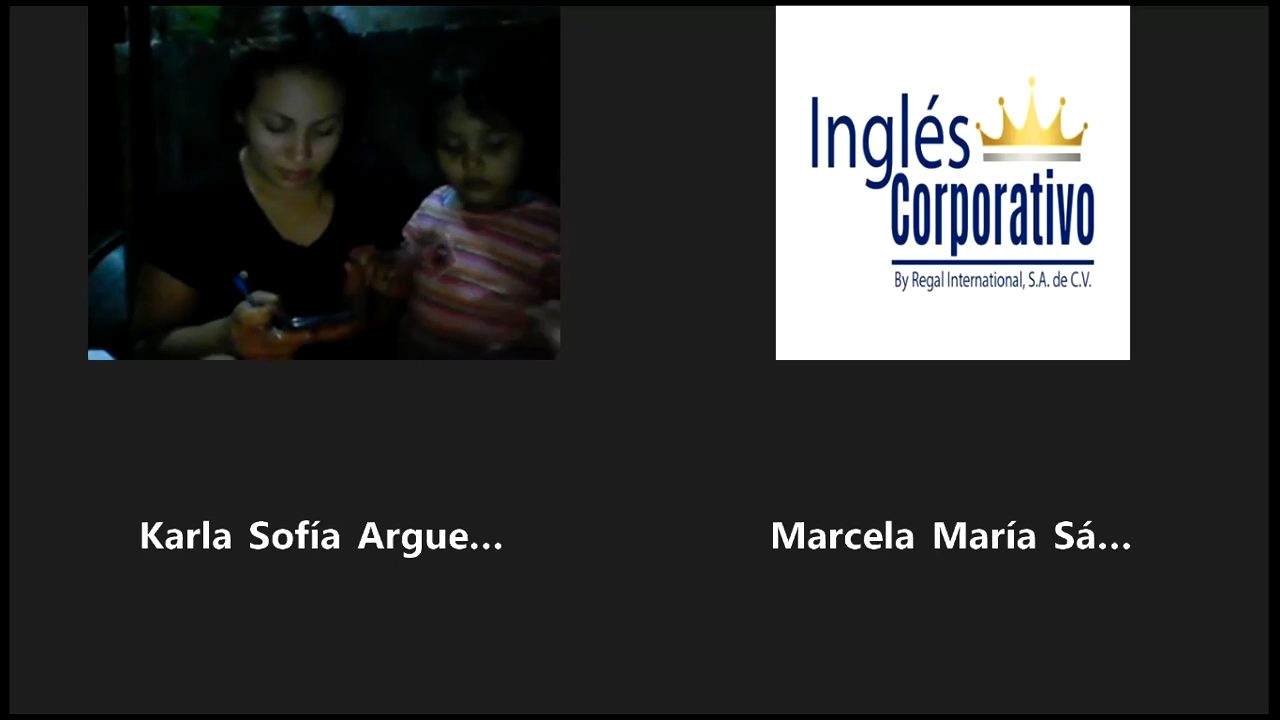 Inglés
Corporativo
By Regal International, S.A. de C.V.
Karla Sofía Argue...
Marcela María Sá...